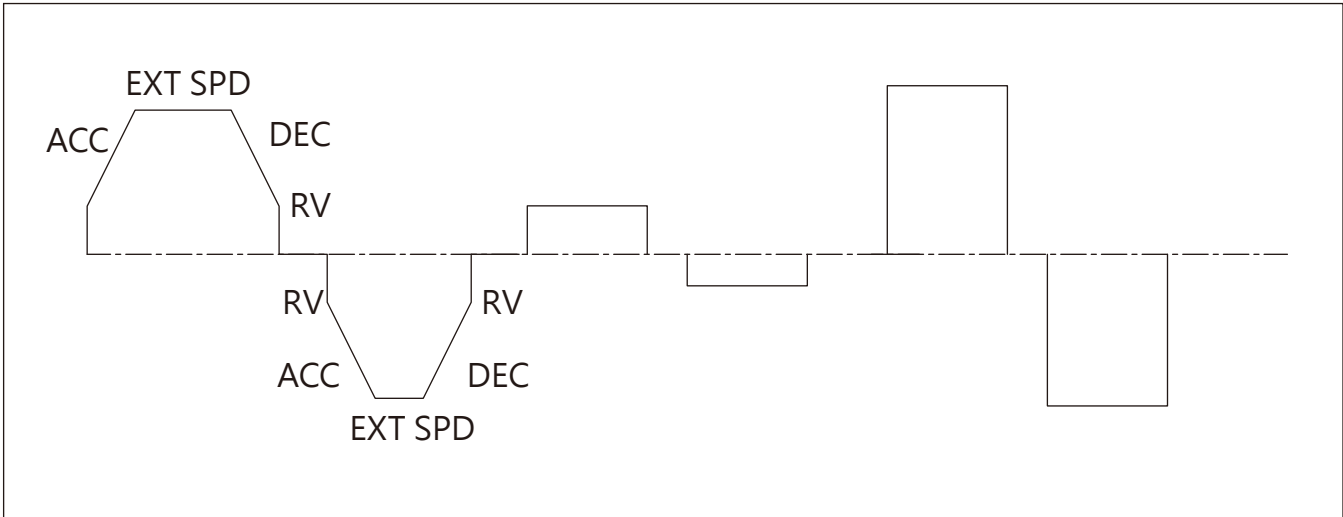 EXT SPD
ACC
DEC
RV
RV
RV
ACC
DEC
EXT SPD